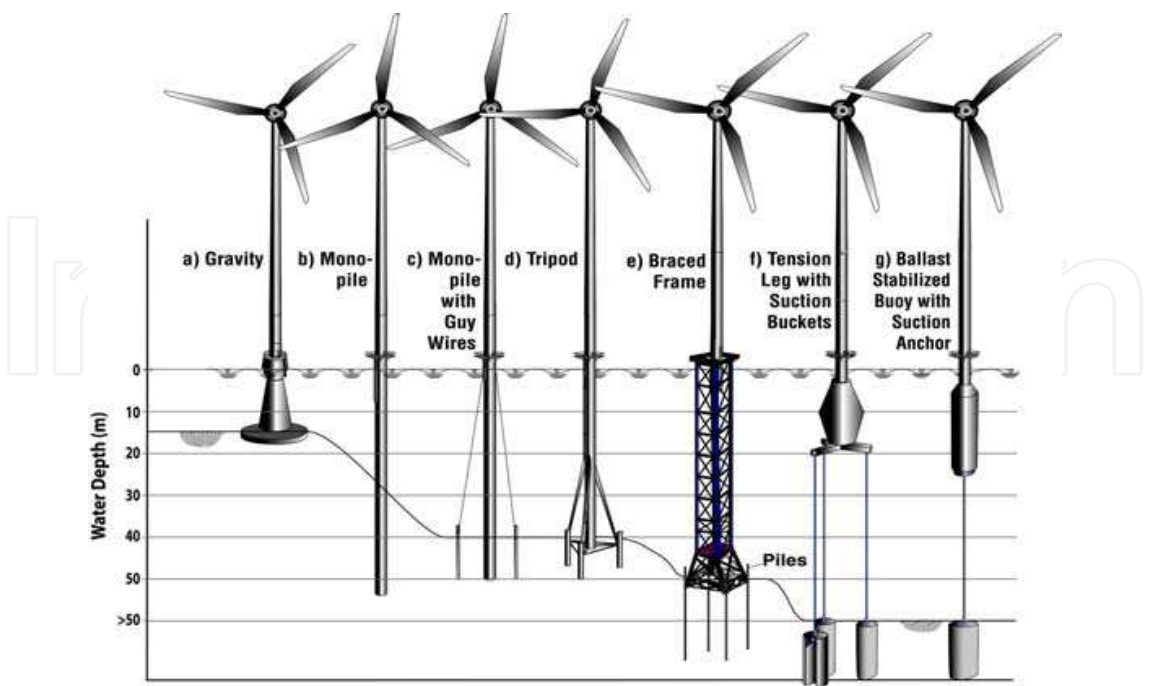 a) Gravity
b) Mono-
pile
c) Mono-
pile
with
Guy
Wires
d) Tripod
e) Braced
Frame
f) Tension
Leg with
Suction
Buckets
g) Ballast
Stabilized
Buoy with
Suction
Anchor
Water Depth (m)
0
10
20
30
40
50
>50
Piles